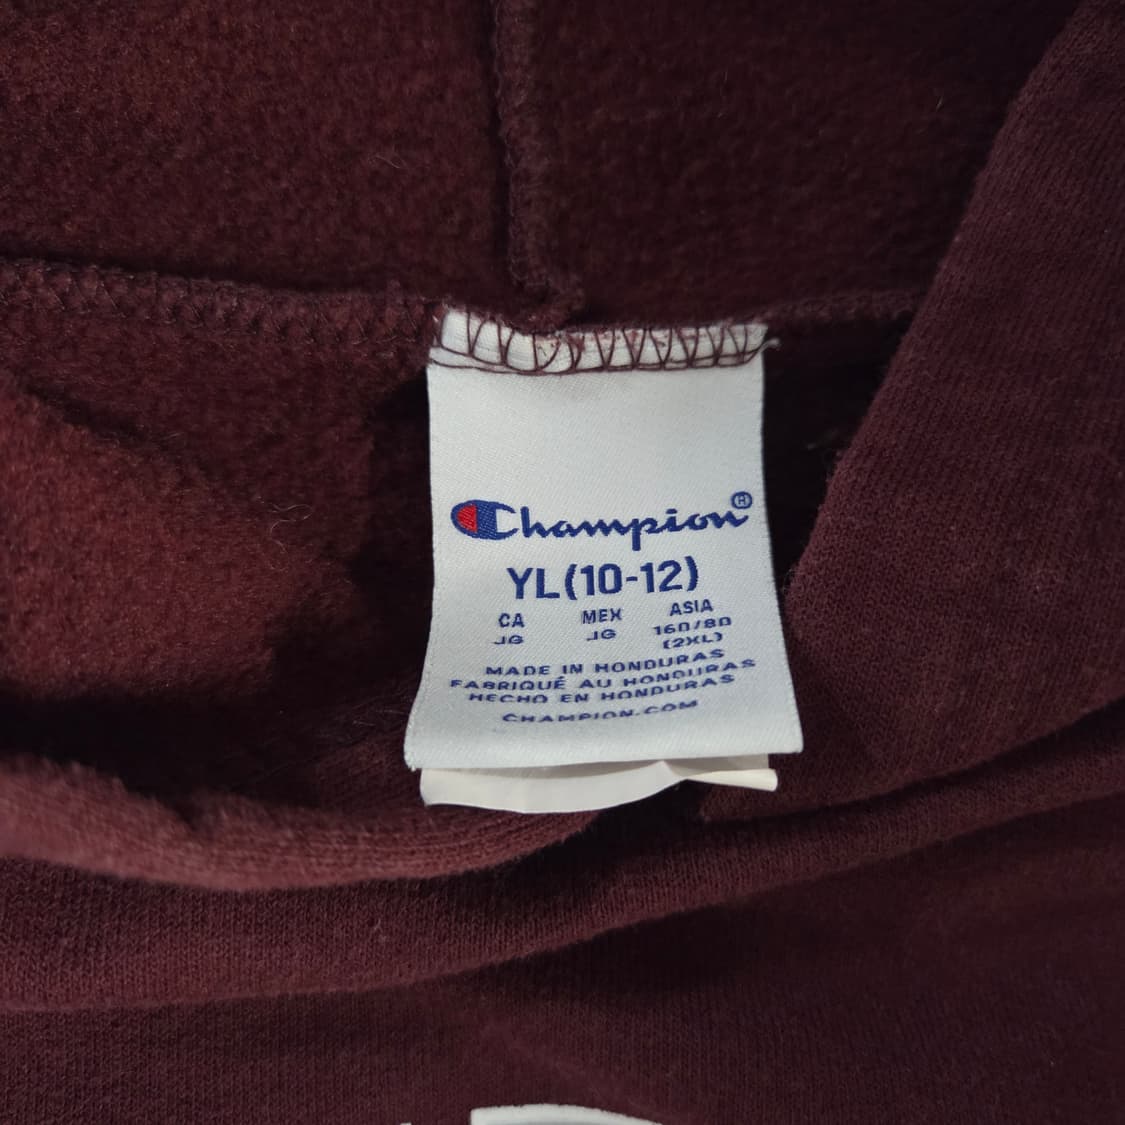 Champion®
YL(10-12)
CA MEX ASIA
JG JG 160/80
(2XL)
MADE IN HONDURAS
FABRIQUÉ AU HONDURAS
HECHO EN HONDURAS
CHAMPION.COM